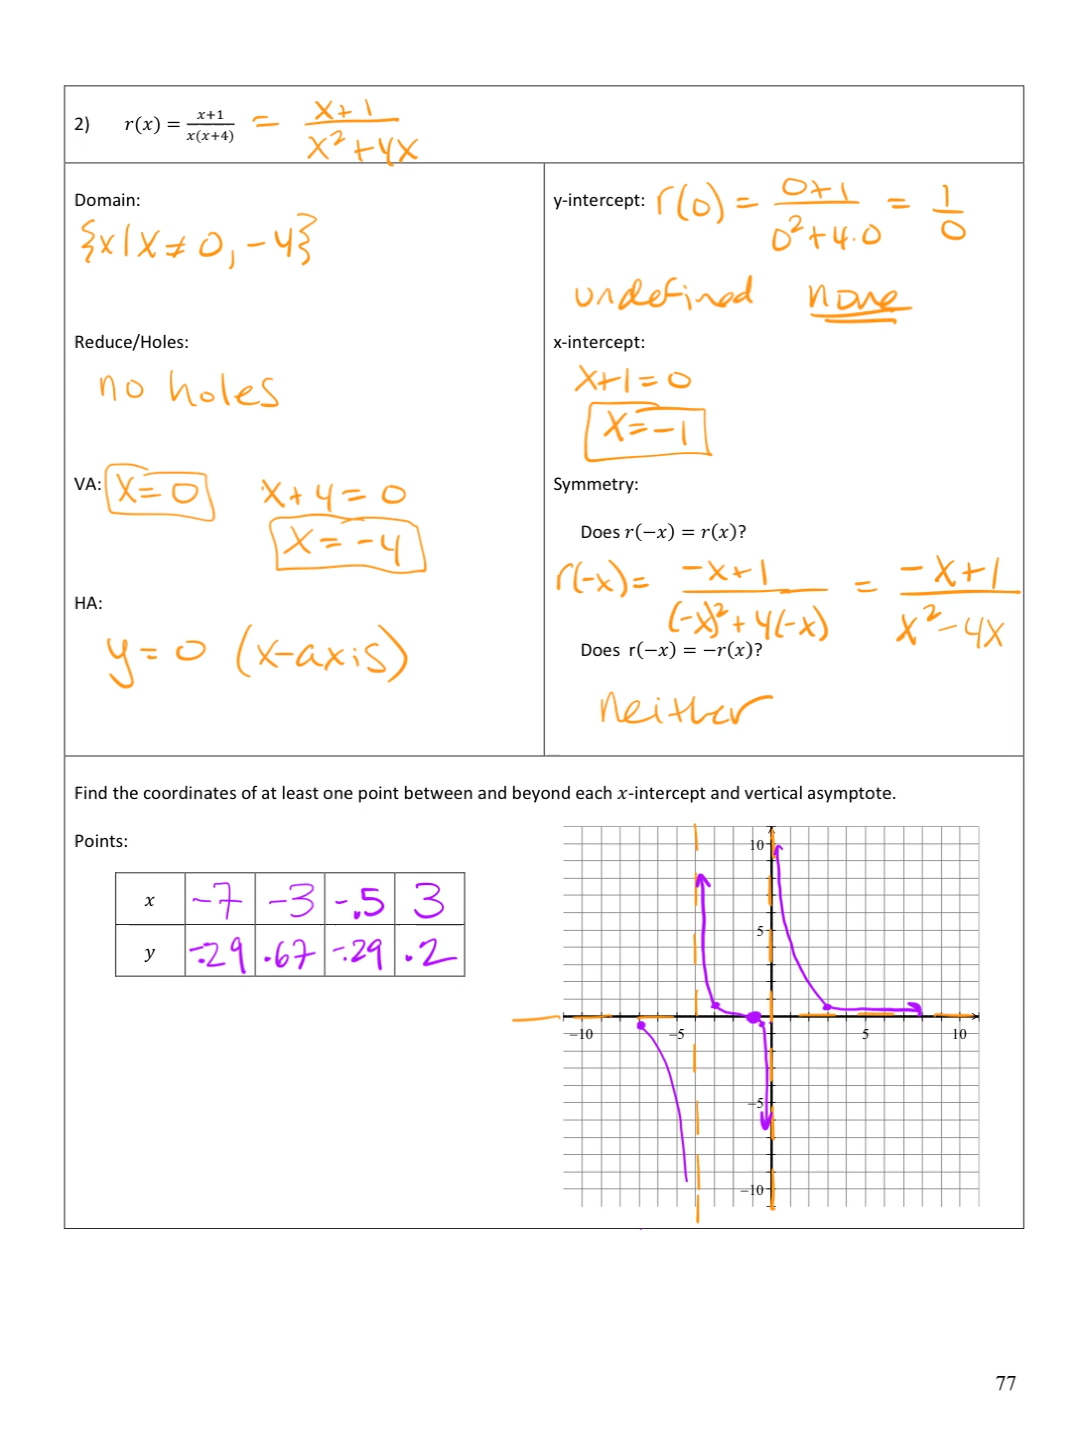 2) r(x) = x+1/x(x+4) = x+1/x²+4x
Domain:
{x|x≠0,-4}
Reduce/Holes:
no holes
VA: x=0 x+4=0
x=-4
HA:
y=0 (x-axis)
y-intercept: r(0) = 0+1/0²+4·0 = 1/0
undefined none
x-intercept:
x+1=0
x=-1
Symmetry:
Does r(−x) = r(x)?
r(-x)= -x+1/(-x)²+4(-x) = -x+1/x²-4x
Does r(−x) = −r(x)?
Neither
Find the coordinates of at least one point between and beyond each x-intercept and vertical asymptote.
Points:
x -7 -3 -.5 3
y -.29 .67 -.29 .2
10
5
−10 −5 5 10
−5
−10
77